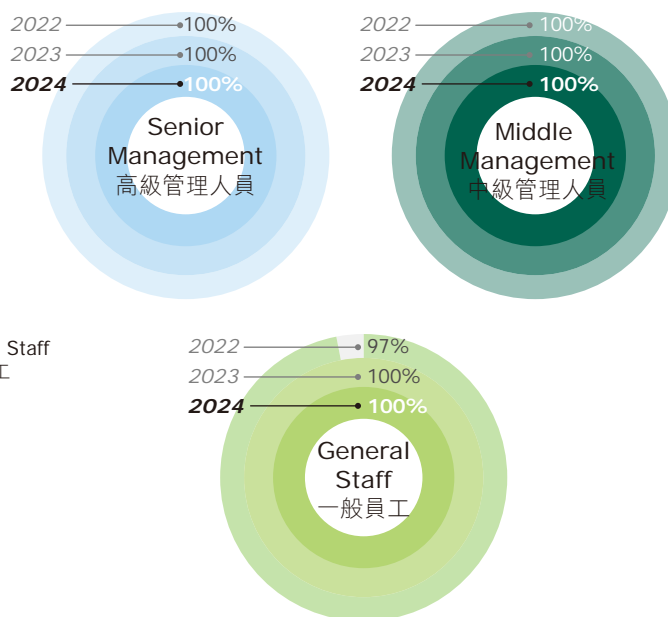 2022 100%
2023 100%
2024 100%
Senior
Management
高級管理人員
2022 100%
2023 100%
2024 100%
Middle
Management
中級管理人員
Staff
工
2022 97%
2023 100%
2024 100%
General
Staff
一般員工